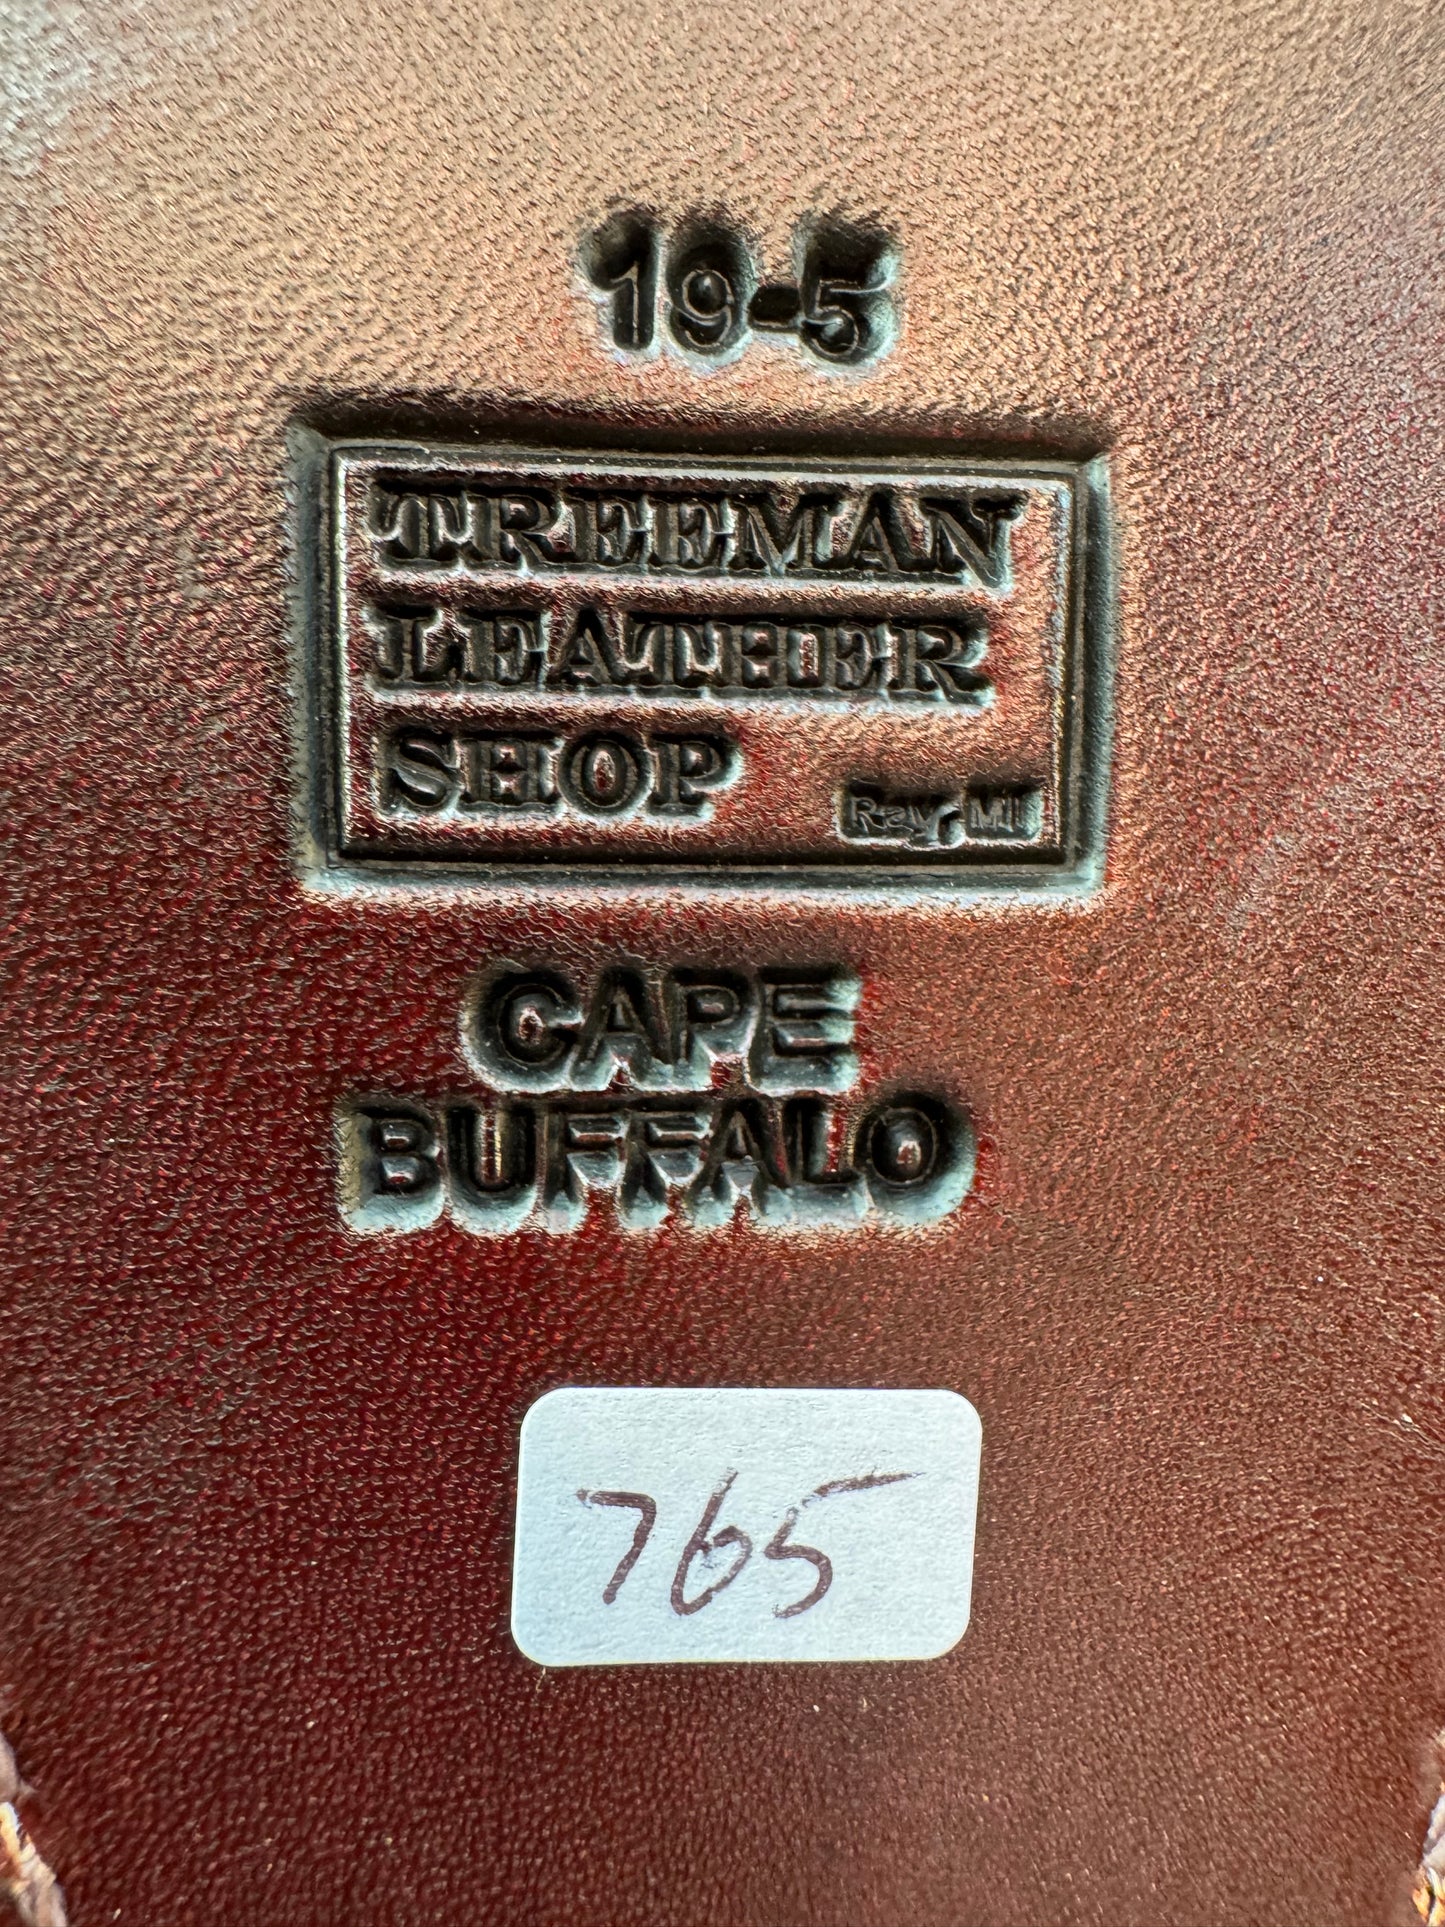 19-5
TREEMAN
LEATHER
SHOP
Ray, MI
CAPE
BUFFALO
765